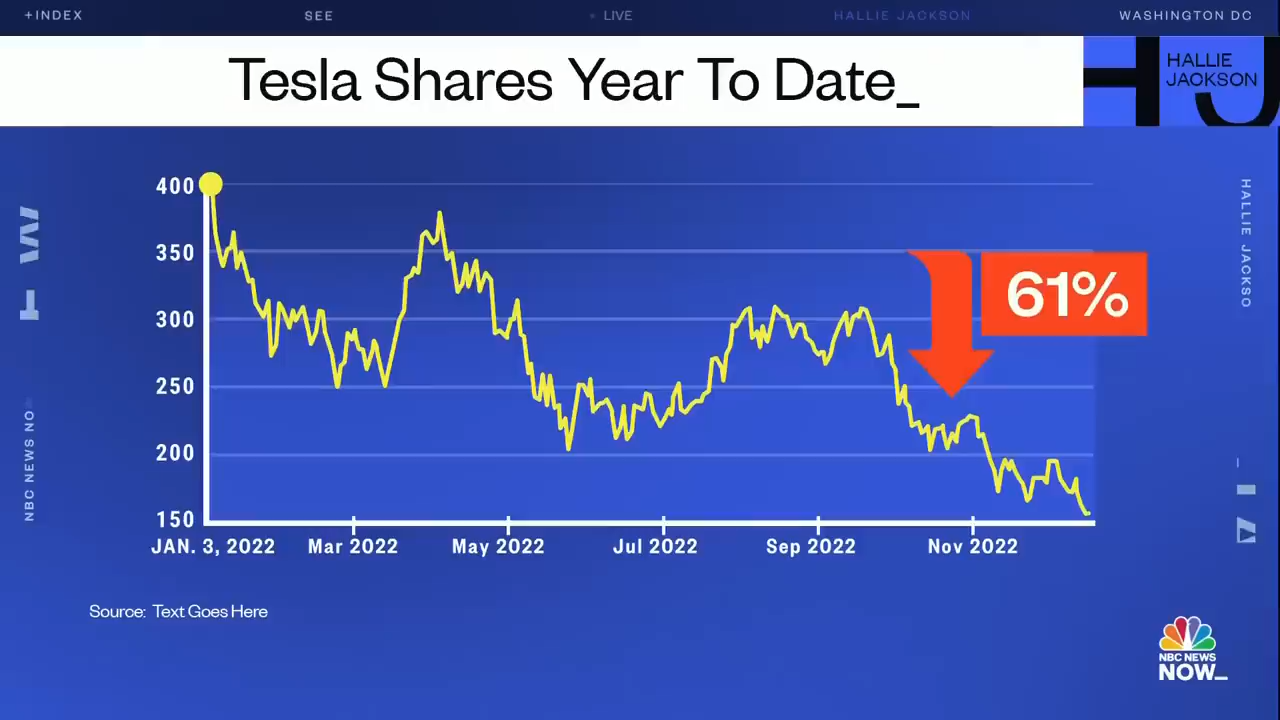 +INDEX
SEE
LIVE
HALLIE JACKSON
WASHINGTON DC
Tesla Shares Year To Date_
HALLIE
JACKSON
400
350
300
250
200
150
61%
JAN. 3, 2022
Mar 2022
May 2022
Jul 2022
Sep 2022
Nov 2022
Source: Text Goes Here
NBC NEWS NO
HALLIE JACKSO
NBC NEWS
NOW_